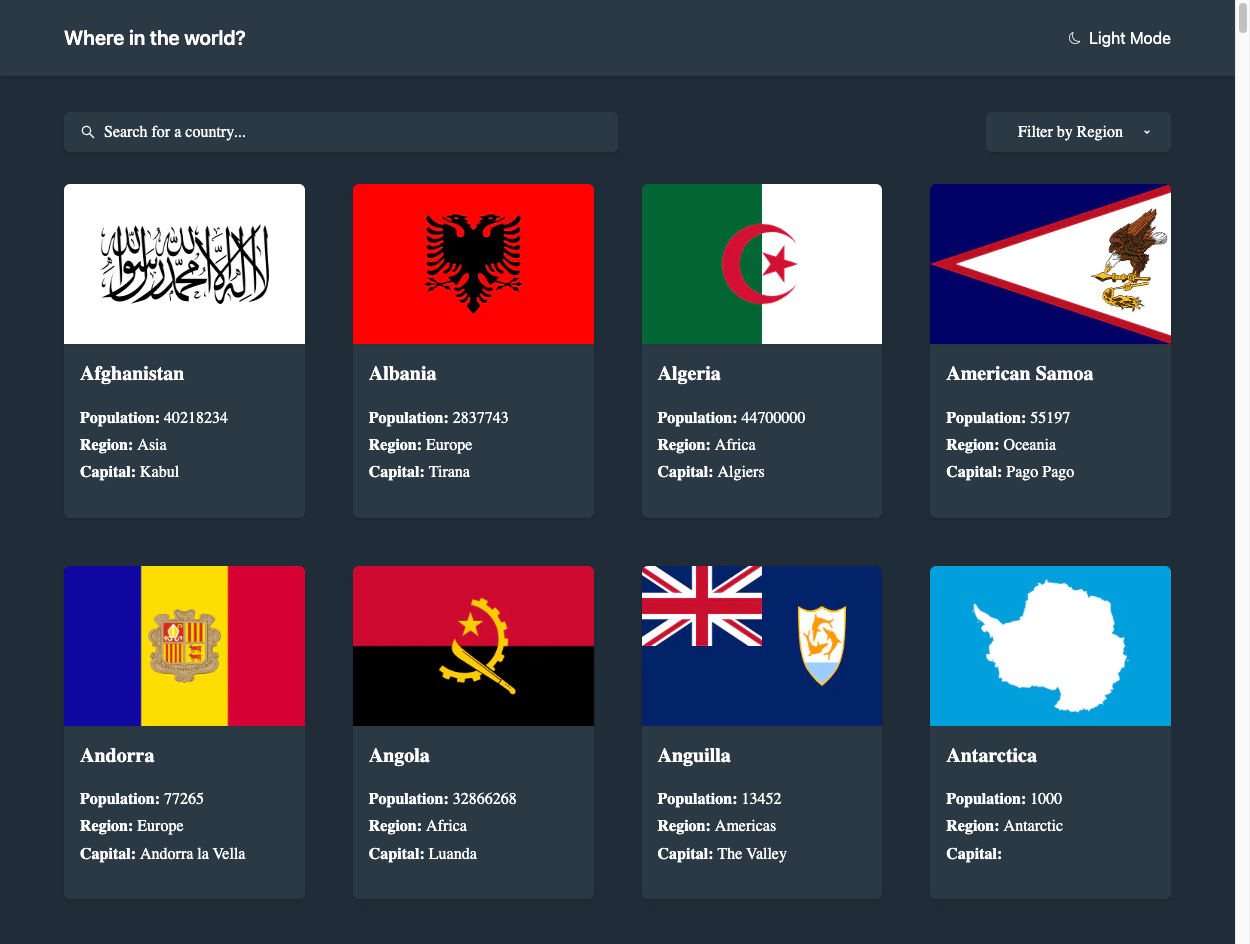 Where in the world?
Light Mode
Search for a country...
Filter by Region
لا إله إلا الله محمد رسول الله
Afghanistan
Population: 40218234
Region: Asia
Capital: Kabul
Albania
Population: 2837743
Region: Europe
Capital: Tirana
Algeria
Population: 44700000
Region: Africa
Capital: Algiers
American Samoa
Population: 55197
Region: Oceania
Capital: Pago Pago
Andorra
Population: 77265
Region: Europe
Capital: Andorra la Vella
Angola
Population: 32866268
Region: Africa
Capital: Luanda
Anguilla
Population: 13452
Region: Americas
Capital: The Valley
Antarctica
Population: 1000
Region: Antarctic
Capital: